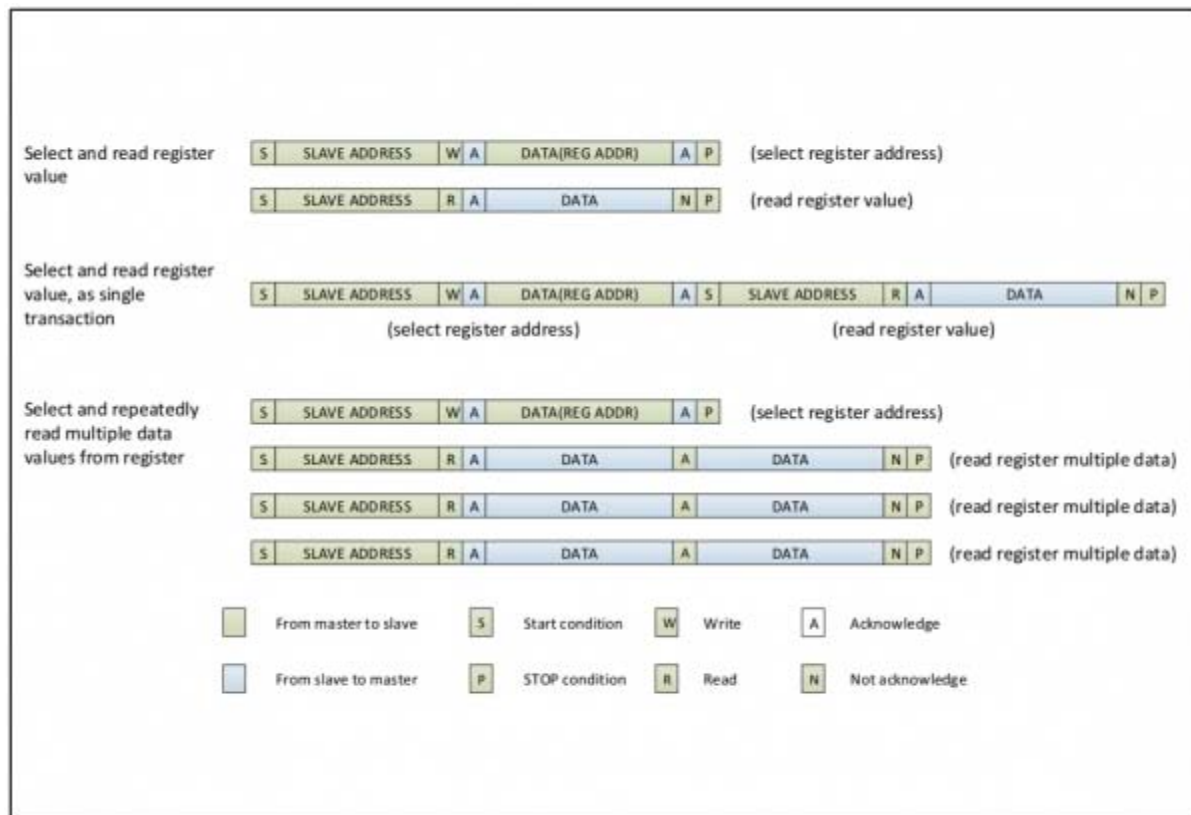 Select and read register
value
S SLAVE ADDRESS W A DATA(REG ADDR) A P (select register address)
S SLAVE ADDRESS R A DATA N P (read register value)
Select and read register
value, as single
transaction
S SLAVE ADDRESS W A DATA(REG ADDR) A S SLAVE ADDRESS R A DATA N P
(select register address) (read register value)
Select and repeatedly
read multiple data
values from register
S SLAVE ADDRESS W A DATA(REG ADDR) A P (select register address)
S SLAVE ADDRESS R A DATA A DATA N P (read register multiple data)
S SLAVE ADDRESS R A DATA A DATA N P (read register multiple data)
S SLAVE ADDRESS R A DATA A DATA N P (read register multiple data)
From master to slave S Start condition W Write A Acknowledge
From slave to master P STOP condition R Read N Not acknowledge